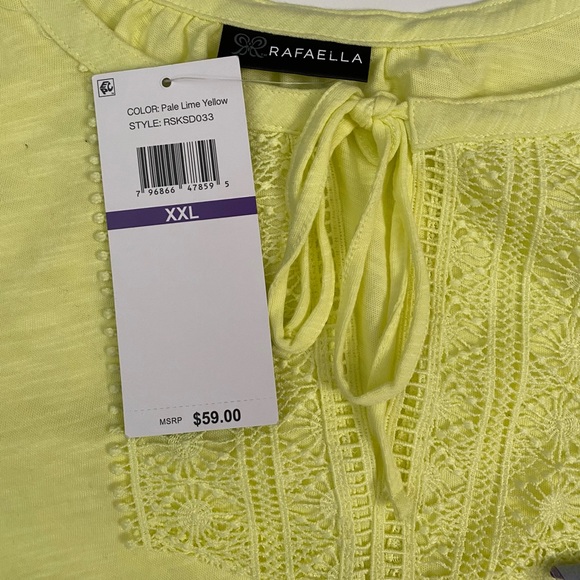 RAFAELLA
COLOR: Pale Lime Yellow
STYLE: RSKSD033
7 96866 47859 5
XXL
MSRP $59.00